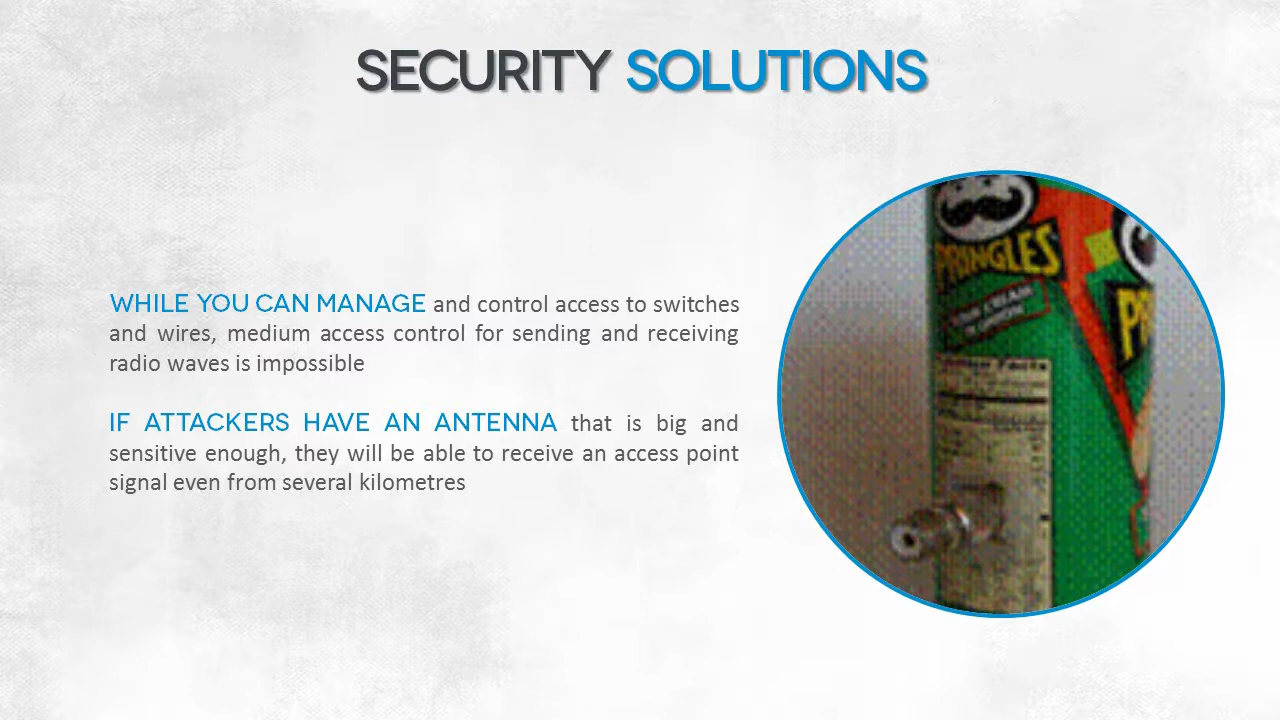 SECURITY SOLUTIONS
WHILE YOU CAN MANAGE and control access to switches
and wires, medium access control for sending and receiving
radio waves is impossible
IF ATTACKERS HAVE AN ANTENNA that is big and
sensitive enough, they will be able to receive an access point
signal even from several kilometres
PRINGLES